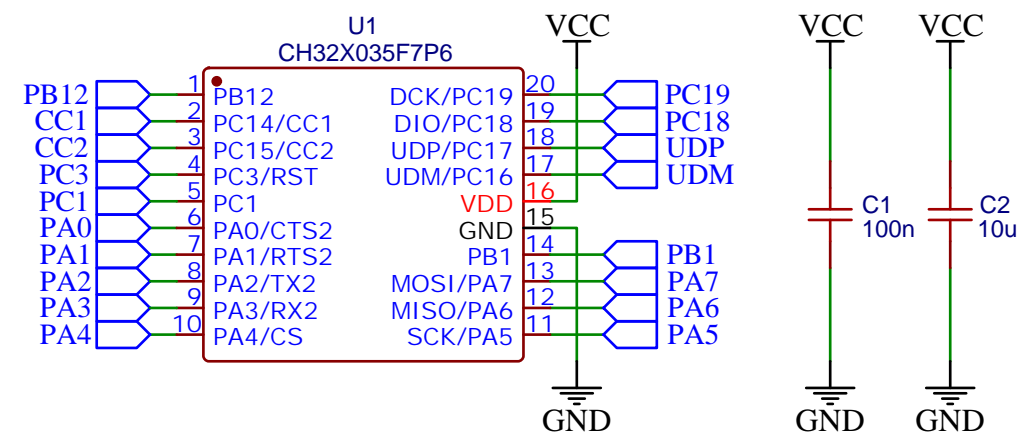 U1
CH32X035F7P6
VCC
VCC
VCC
PB12 1 PB12 DCK/PC19 20 PC19
CC1 2 PC14/CC1 DIO/PC18 19 PC18
CC2 3 PC15/CC2 UDP/PC17 18 UDP
PC3 4 PC3/RST UDM/PC16 17 UDM
PC1 5 PC1 VDD 16
PA0 6 PA0/CTS2 GND 15
PA1 7 PA1/RTS2 PB1 14 PB1
PA2 8 PA2/TX2 MOSI/PA7 13 PA7
PA3 9 PA3/RX2 MISO/PA6 12 PA6
PA4 10 PA4/CS SCK/PA5 11 PA5
C1
100n
C2
10u
GND
GND
GND